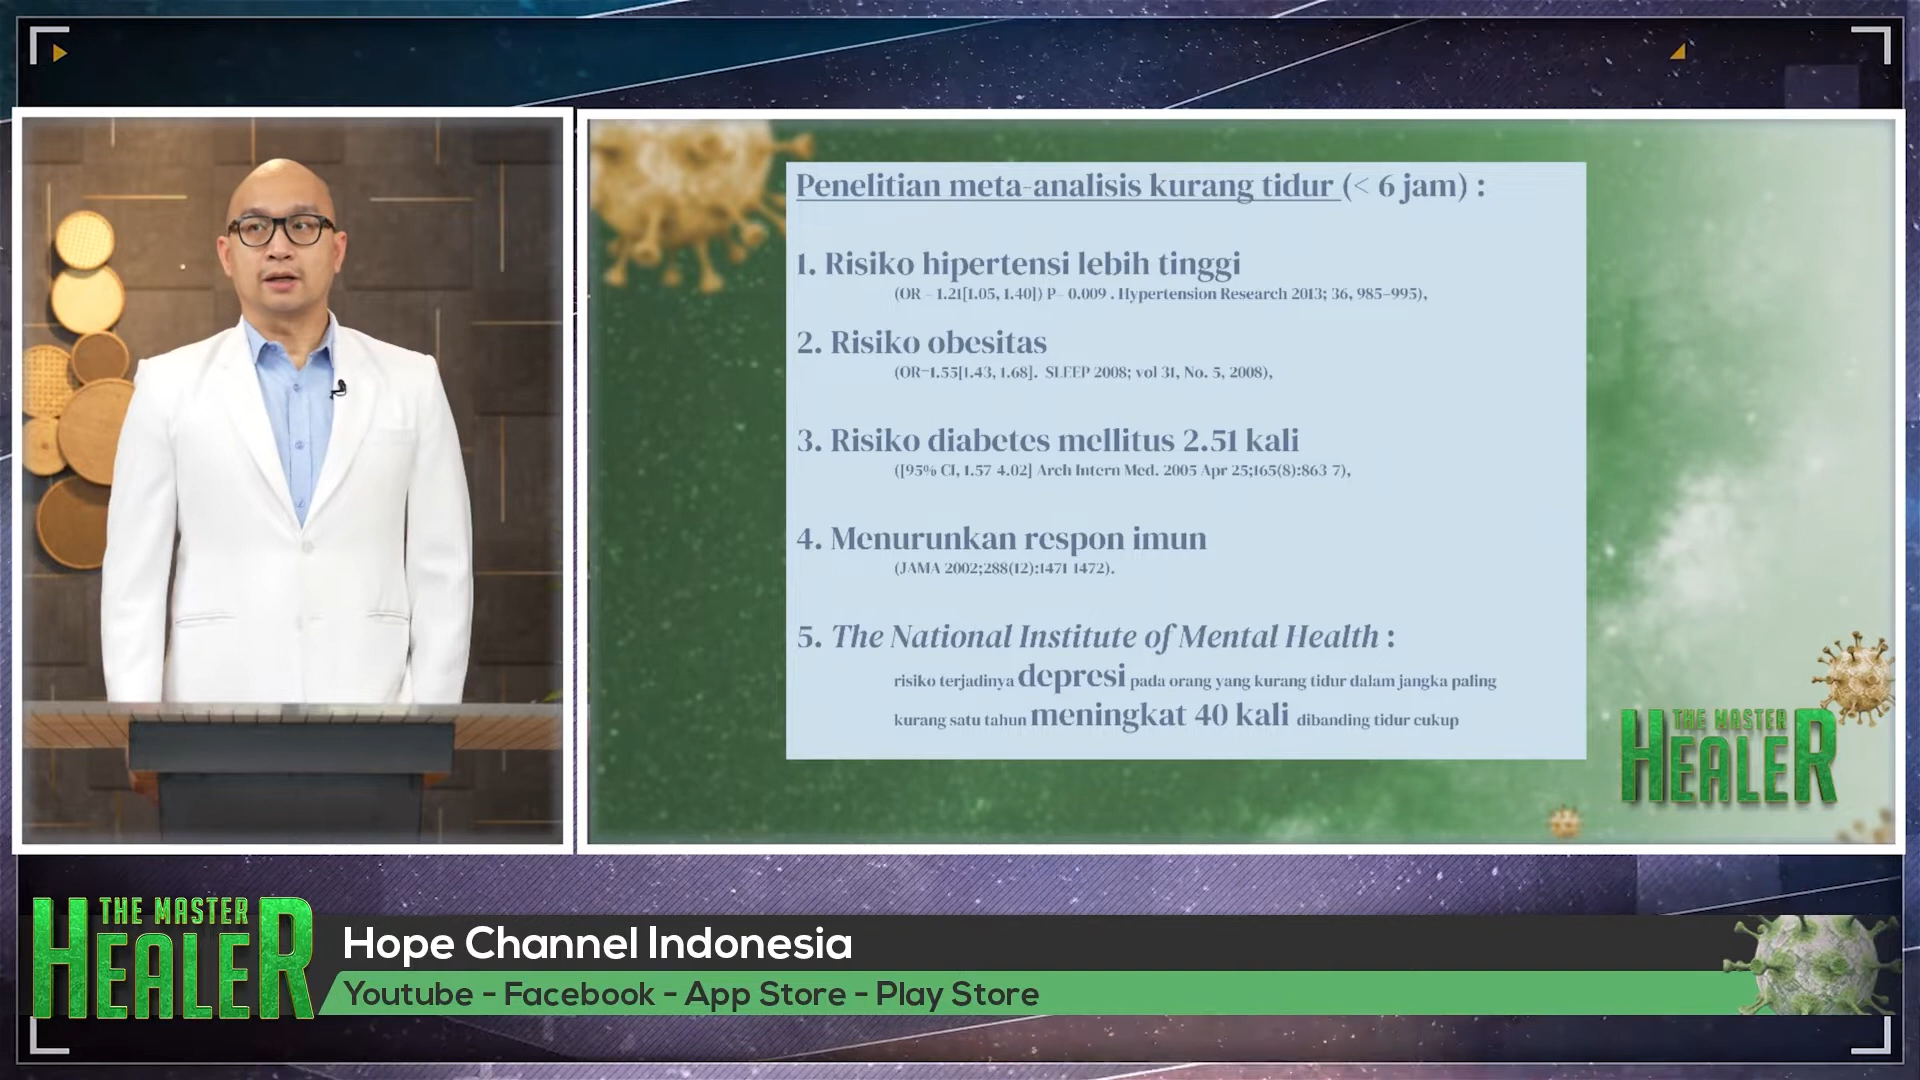 Penelitian meta-analisis kurang tidur (< 6 jam) :
1. Risiko hipertensi lebih tinggi
(OR = 1.21[1.05, 1.40]) P= 0.009 . Hypertension Research 2013; 36, 985–995),
2. Risiko obesitas
(OR=1.55[1.43, 1.68]. SLEEP 2008; vol 31, No. 5, 2008),
3. Risiko diabetes mellitus 2.51 kali
([95% CI, 1.57-4.02] Arch Intern Med. 2005 Apr 25;165(8):863-7),
4. Menurunkan respon imun
(JAMA 2002;288(12):1471-1472).
5. The National Institute of Mental Health :
risiko terjadinya depresi pada orang yang kurang tidur dalam jangka paling
kurang satu tahun meningkat 40 kali dibanding tidur cukup
THE MASTER
HEALER
THE MASTER
HEALER
Hope Channel Indonesia
Youtube - Facebook - App Store - Play Store